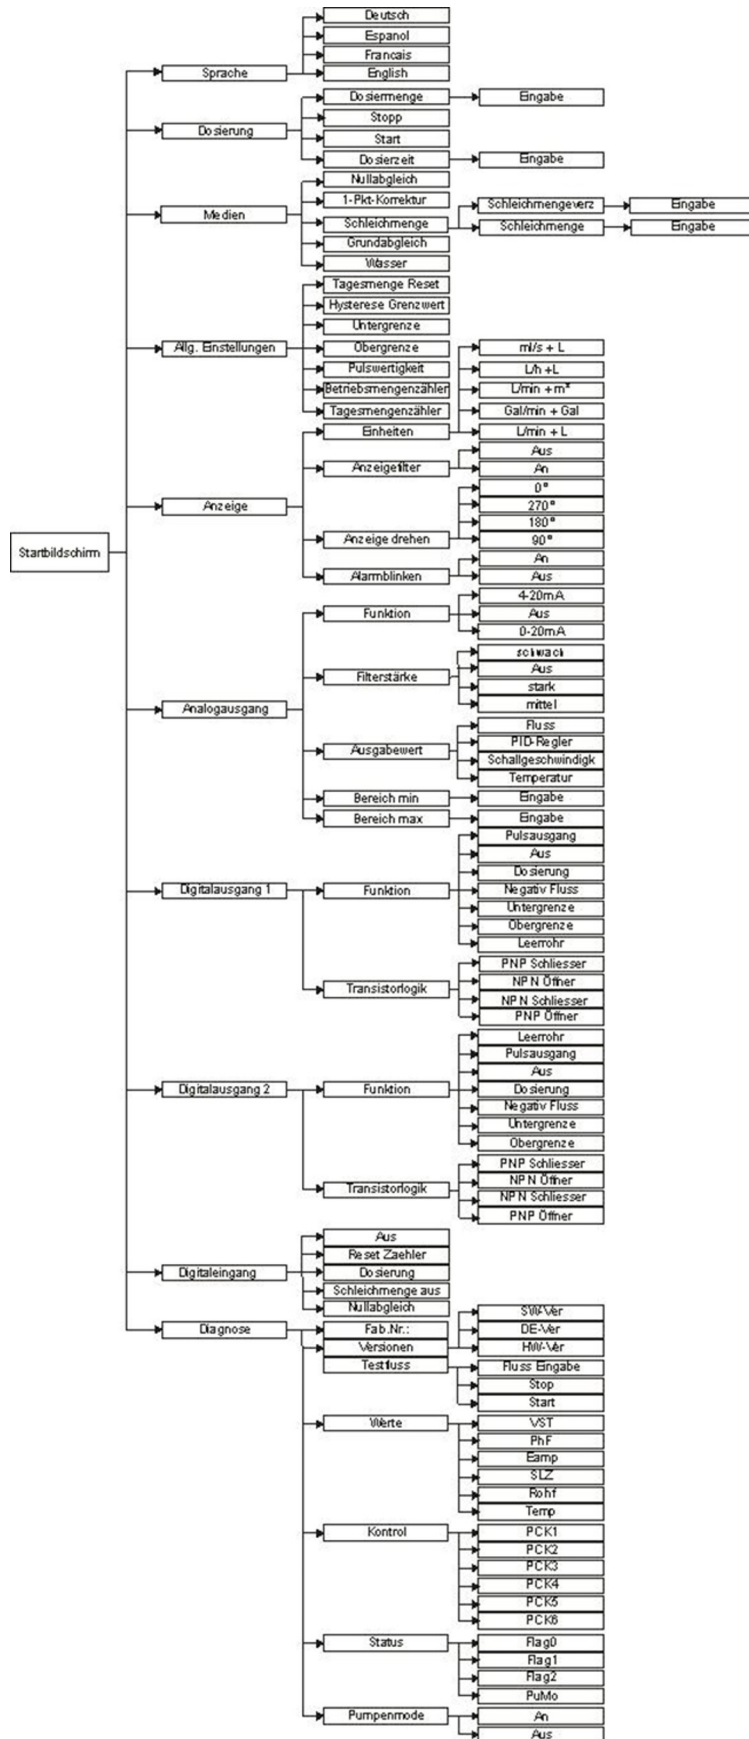 Deutsch
Espanol
Francais
Sprache
English
Dosiermenge
Eingabe
Stopp
Dosierung
Start
Dosierzeit
Eingabe
Nullabgleich
1-Pkt-Korrektur
Schleichmengeverz
Eingabe
Medien
Schleichmenge
Schleichmenge
Eingabe
Grundabgleich
Wasser
Tagesmenge Reset
Hysterese Grenzwert
Untergrenze
Allg. Einstellungen
Obergrenze
ml/s + L
Pulswertigkeit
L/h +L
Betriebsmengenzähler
L/min + m³
Tagesmengenzähler
Gal/min + Gal
Einheiten
L/min + L
Aus
Anzeigefilter
An
0°
Anzeige
270°
180°
Anzeige drehen
90°
Startbildschirm
An
Alarmblinken
Aus
4-20mA
Funktion
Aus
0-20mA
schwach
Aus
Filterstärke
stark
mittel
Analogausgang
Fluss
PID-Regler
Ausgabewert
Schallgeschwindigk
Temperatur
Bereich min
Eingabe
Bereich max
Eingabe
Pulsausgang
Aus
Dosierung
Digitalausgang 1
Funktion
Negativ Fluss
Untergrenze
Obergrenze
Leerrohr
PNP Schliesser
NPN Öffner
Transistorlogik
NPN Schliesser
PNP Öffner
Leerrohr
Pulsausgang
Aus
Digitalausgang 2
Funktion
Dosierung
Negativ Fluss
Untergrenze
Obergrenze
PNP Schliesser
NPN Öffner
Transistorlogik
NPN Schliesser
PNP Öffner
Aus
Reset Zaehler
Digitaleingang
Dosierung
Schleichmenge aus
Nullabgleich
SW-Ver
Diagnose
Fab.Nr.:
DE-Ver
Versionen
HW-Ver
Testfluss
Fluss Eingabe
Stop
Start
Werte
VST
PhF
Eamp
SLZ
Rohf
Temp
Kontrol
PCK1
PCK2
PCK3
PCK4
PCK5
PCK6
Status
Flag0
Flag1
Flag2
PuMo
Pumpenmode
An
Aus